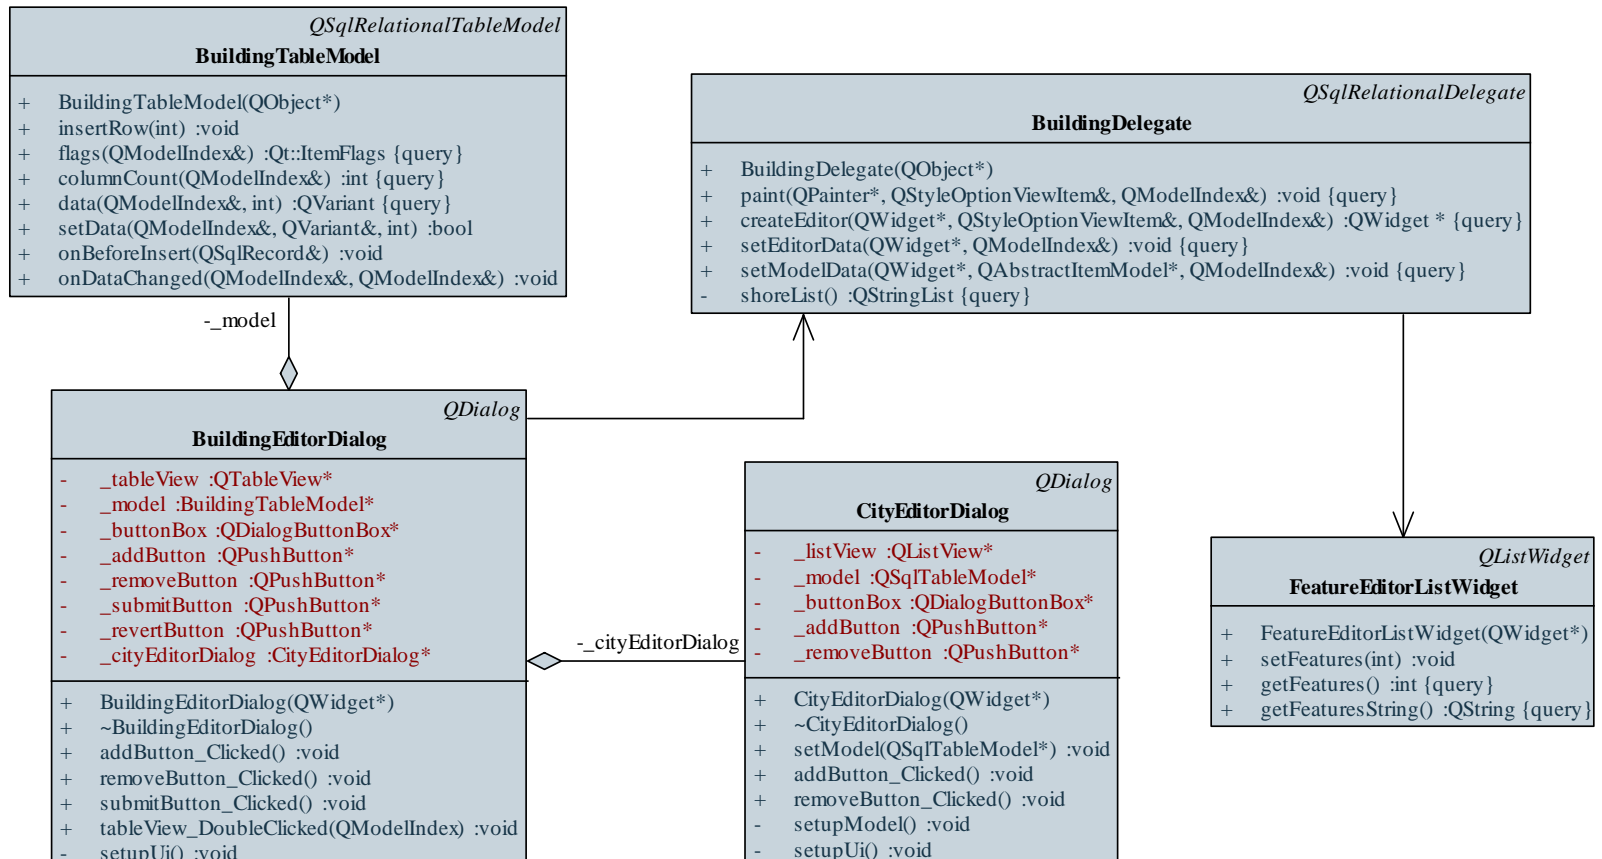 QSqlRelationalTableModel
BuildingTableModel
+ BuildingTableModel(QObject*)
+ insertRow(int) :void
+ flags(QModelIndex&) :Qt::ItemFlags {query}
+ columnCount(QModelIndex&) :int {query}
+ data(QModelIndex&, int) :QVariant {query}
+ setData(QModelIndex&, QVariant&, int) :bool
+ onBeforeInsert(QSqlRecord&) :void
+ onDataChanged(QModelIndex&, QModelIndex&) :void
QSqlRelationalDelegate
BuildingDelegate
+ BuildingDelegate(QObject*)
+ paint(QPainter*, QStyleOptionViewItem&, QModelIndex&) :void {query}
+ createEditor(QWidget*, QStyleOptionViewItem&, QModelIndex&) :QWidget * {query}
+ setEditorData(QWidget*, QModelIndex&) :void {query}
+ setModelData(QWidget*, QAbstractItemModel*, QModelIndex&) :void {query}
- shoreList() :QStringList {query}
-_model
QDialog
BuildingEditorDialog
- _tableView :QTableView*
- _model :BuildingTableModel*
- _buttonBox :QDialogButtonBox*
- _addButton :QPushButton*
- _removeButton :QPushButton*
- _submitButton :QPushButton*
- _revertButton :QPushButton*
- _cityEditorDialog :CityEditorDialog*
+ BuildingEditorDialog(QWidget*)
+ ~BuildingEditorDialog()
+ addButton_Clicked() :void
+ removeButton_Clicked() :void
+ submitButton_Clicked() :void
+ tableView_DoubleClicked(QModelIndex) :void
- setupUi() :void
-_cityEditorDialog
QDialog
CityEditorDialog
- _listView :QListView*
- _model :QSqlTableModel*
- _buttonBox :QDialogButtonBox*
- _addButton :QPushButton*
- _removeButton :QPushButton*
+ CityEditorDialog(QWidget*)
+ ~CityEditorDialog()
+ setModel(QSqlTableModel*) :void
+ addButton_Clicked() :void
+ removeButton_Clicked() :void
- setupModel() :void
- setupUi() :void
QListWidget
FeatureEditorListWidget
+ FeatureEditorListWidget(QWidget*)
+ setFeatures(int) :void
+ getFeatures() :int {query}
+ getFeaturesString() :QString {query}